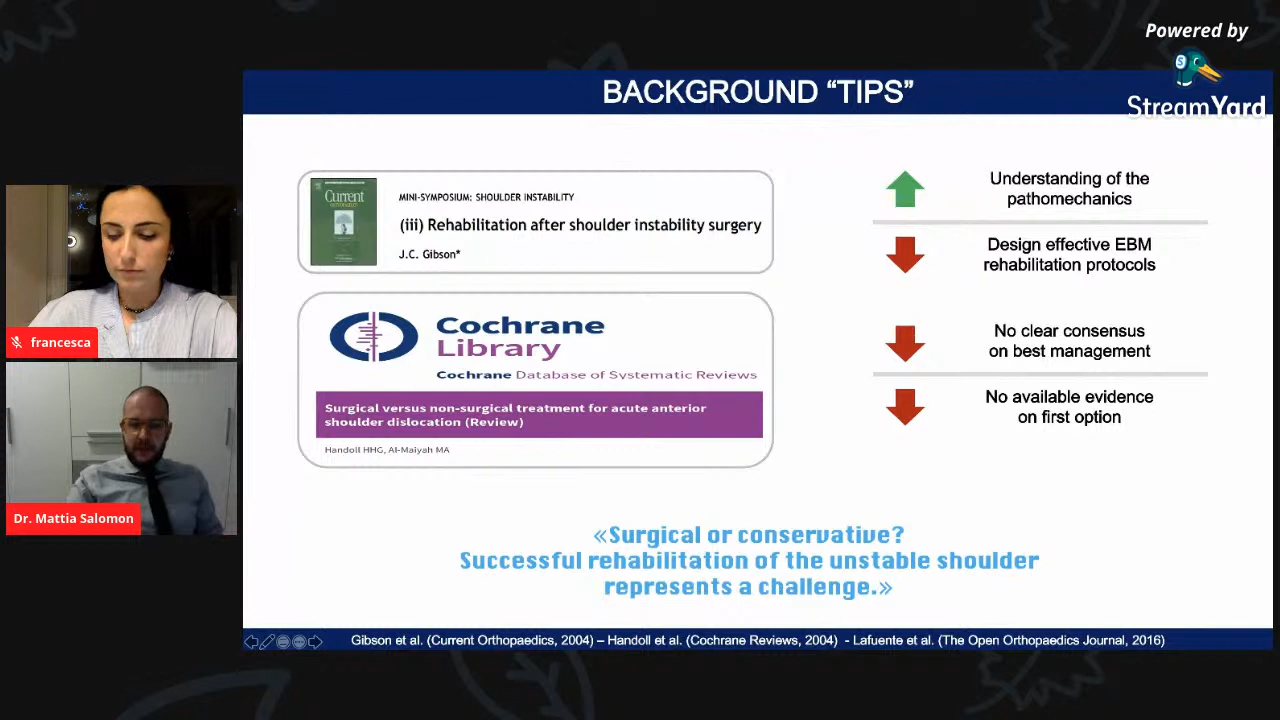 Powered by
StreamYard
BACKGROUND “TIPS”
Current
MINI-SYMPOSIUM: SHOULDER INSTABILITY
(iii) Rehabilitation after shoulder instability surgery
J.C. Gibson*
Understanding of the
pathomechanics
Design effective EBM
rehabilitation protocols
Cochrane
Library
Cochrane Database of Systematic Reviews
Surgical versus non-surgical treatment for acute anterior
shoulder dislocation (Review)
Handoll HHG, Al-Maiyah MA
No clear consensus
on best management
No available evidence
on first option
francesca
Dr. Mattia Salomon
«Surgical or conservative?
Successful rehabilitation of the unstable shoulder
represents a challenge.»
Gibson et al. (Current Orthopaedics, 2004) – Handoll et al. (Cochrane Reviews, 2004) - Lafuente et al. (The Open Orthopaedics Journal, 2016)